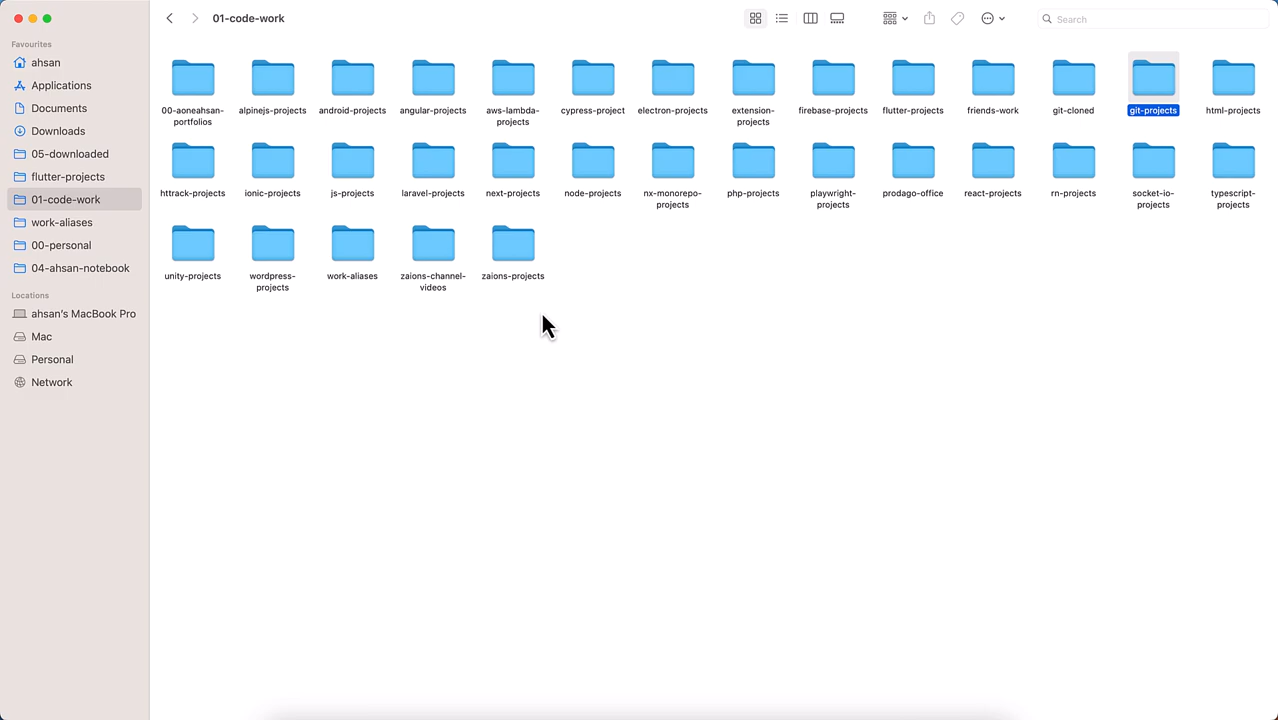 01-code-work
Search
Favourites
ahsan
Applications
Documents
Downloads
05-downloaded
flutter-projects
01-code-work
work-aliases
00-personal
04-ahsan-notebook
Locations
ahsan's MacBook Pro
Mac
Personal
Network
00-aoneahsan-
portfolios
alpinejs-projects
android-projects
angular-projects
aws-lambda-
projects
cypress-project
electron-projects
extension-
projects
firebase-projects
flutter-projects
friends-work
git-cloned
git-projects
html-projects
httrack-projects
ionic-projects
js-projects
laravel-projects
next-projects
node-projects
nx-monorepo-
projects
php-projects
playwright-
projects
prodago-office
react-projects
rn-projects
socket-io-
projects
typescript-
projects
unity-projects
wordpress-
projects
work-aliases
zaions-channel-
videos
zaions-projects